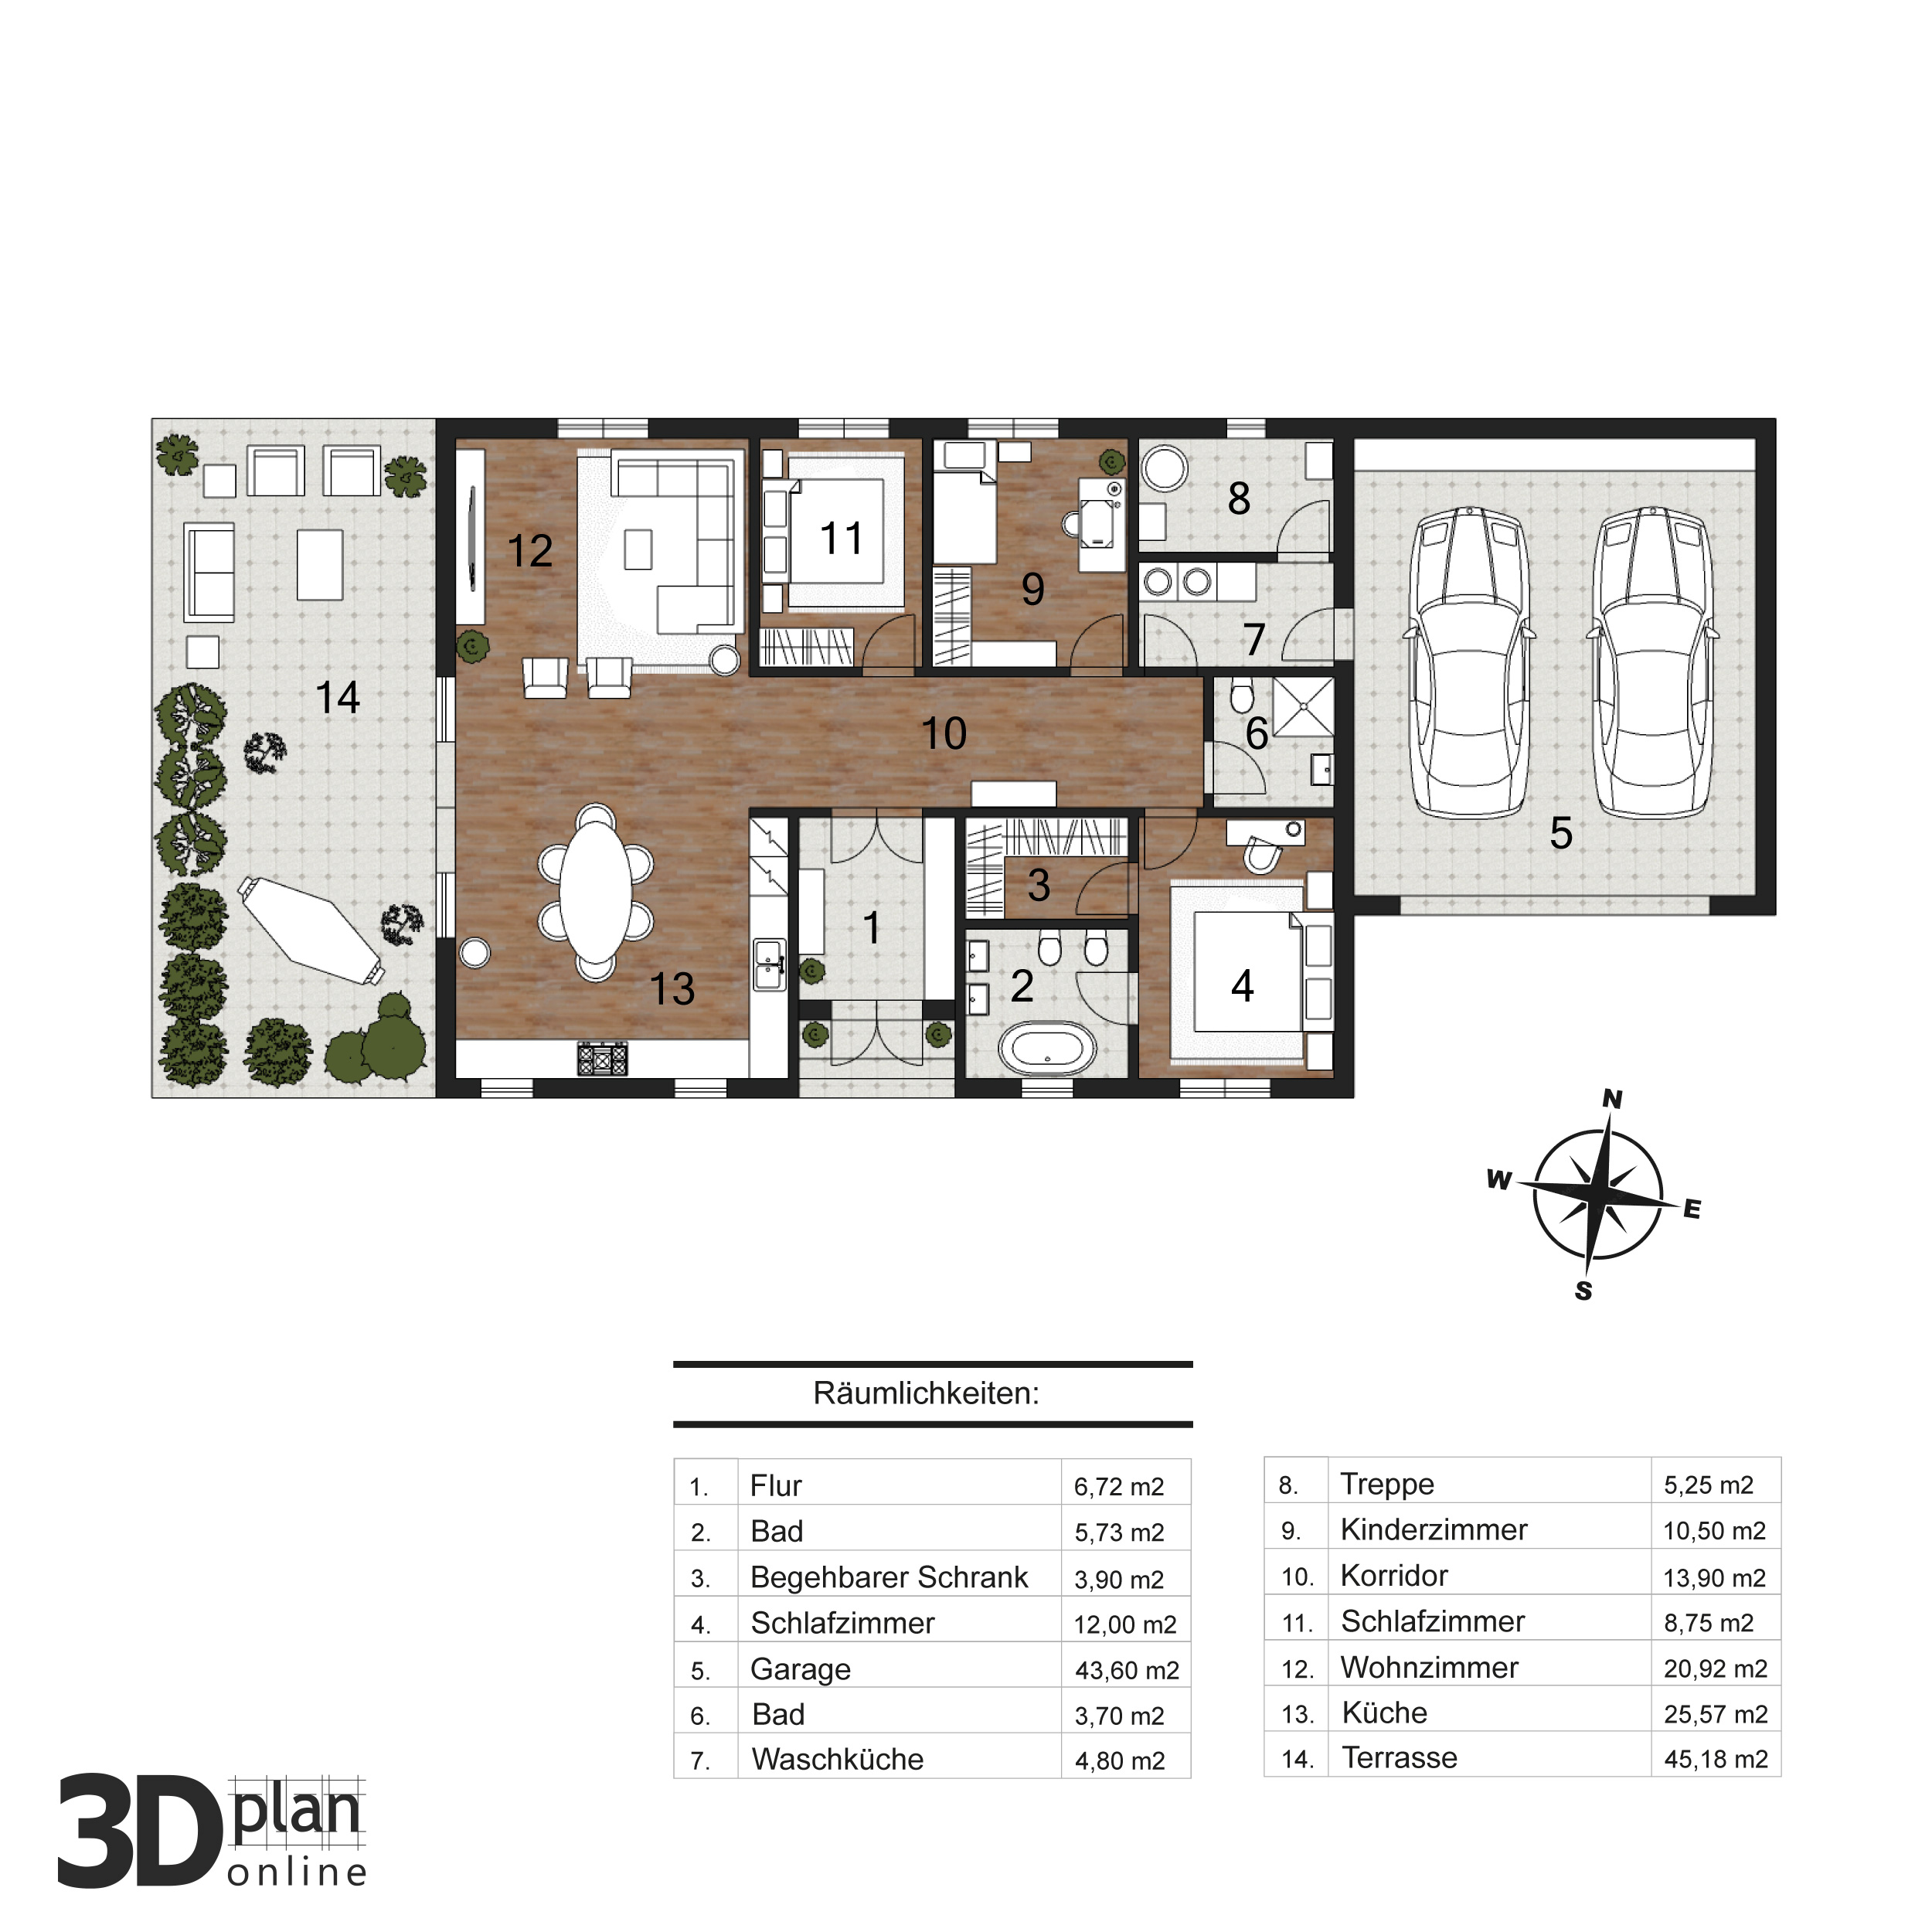 12
11
9
8
7
14
10
6
5
3
1
2
13
4
N
W
E
S
Räumlichkeiten:
1. Flur 6,72 m2
2. Bad 5,73 m2
3. Begehbarer Schrank 3,90 m2
4. Schlafzimmer 12,00 m2
5. Garage 43,60 m2
6. Bad 3,70 m2
7. Waschküche 4,80 m2
8. Treppe 5,25 m2
9. Kinderzimmer 10,50 m2
10. Korridor 13,90 m2
11. Schlafzimmer 8,75 m2
12. Wohnzimmer 20,92 m2
13. Küche 25,57 m2
14. Terrasse 45,18 m2
3D plan
online